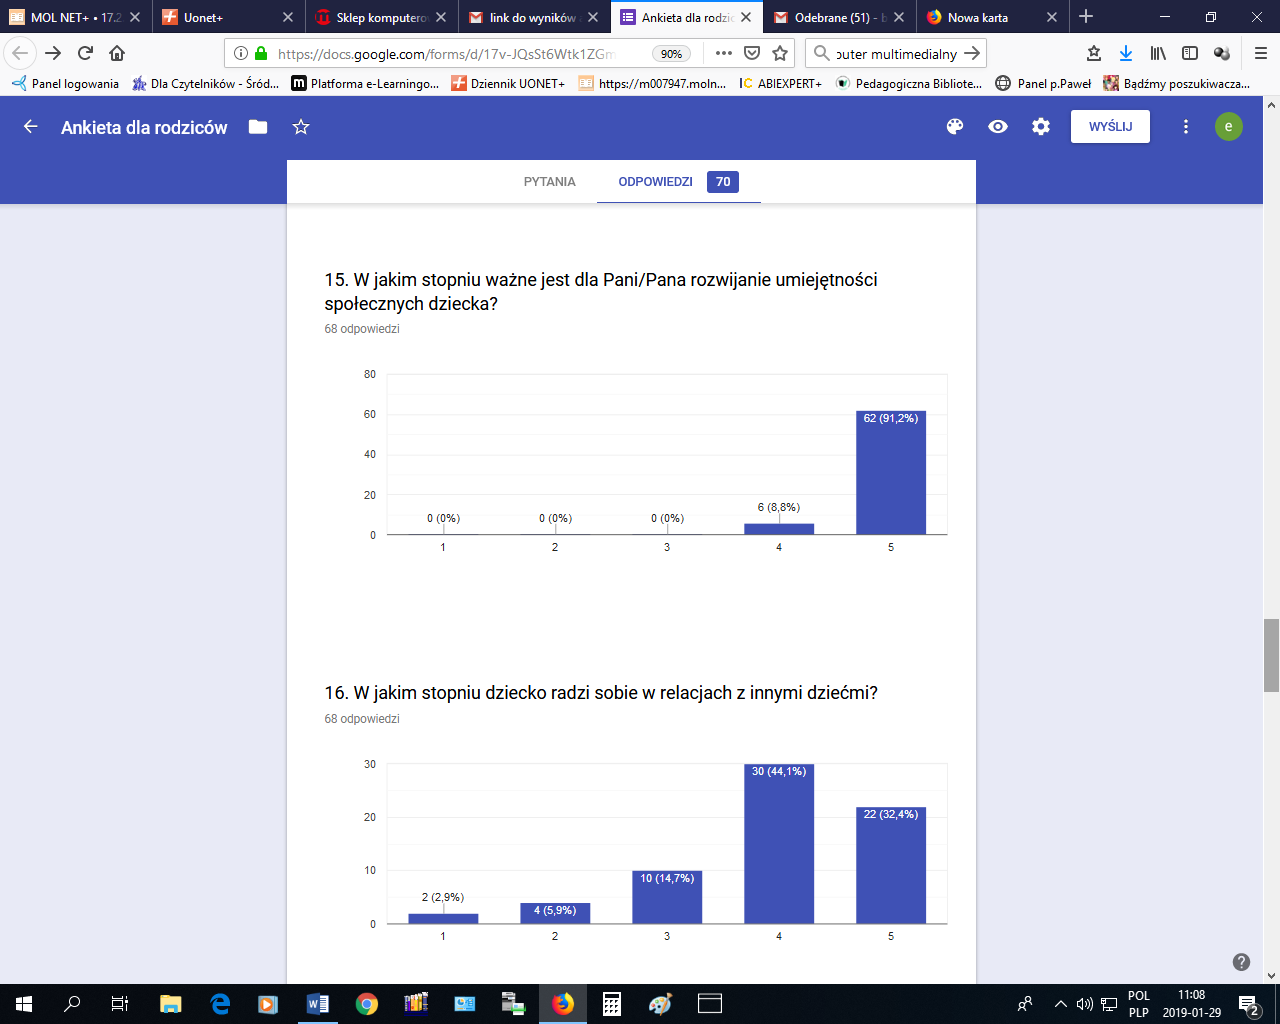 MOL NET+ • 17.2
Uonet+
Sklep komputero
link do wyników
Ankieta dla rodzic
Odebrane (51) - b
Nowa karta
https://docs.google.com/forms/d/17v-JQsSt6Wtk1ZGm
90%
puter multimedialny
Panel logowania
Dla Czytelników - Śród...
Platforma e-Learningo...
Dziennik UONET+
https://m007947.moln...
IC ABIEXPERT+
Pedagogiczna Bibliote...
Panel p.Paweł
Bądźmy poszukiwacza...
Ankieta dla rodziców
WYŚLIJ
e
PYTANIA
ODPOWIEDZI 70
15. W jakim stopniu ważne jest dla Pani/Pana rozwijanie umiejętności
społecznych dziecka?
68 odpowiedzi
80
60
40
20
0
0 (0%)
0 (0%)
0 (0%)
6 (8,8%)
62 (91,2%)
1 2 3 4 5
16. W jakim stopniu dziecko radzi sobie w relacjach z innymi dziećmi?
68 odpowiedzi
30
20
10
0
2 (2,9%)
4 (5,9%)
10 (14,7%)
30 (44,1%)
22 (32,4%)
1 2 3 4 5
POL
PLP
11:08
2019-01-29
2